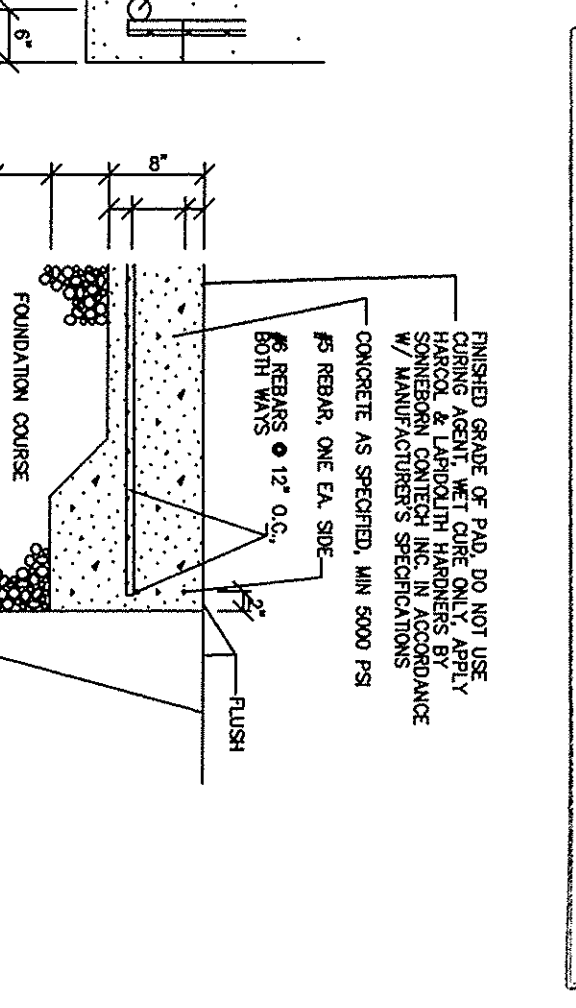 FINISHED GRADE OF PAD, DO NOT USE
CURING AGENT, WET CURE ONLY, APPLY
HARCOL & LAPIDOLITH HARDNERS BY
SONNEBORN CONTECH INC. IN ACCORDANCE
W/ MANUFACTURER'S SPECIFICATIONS
CONCRETE AS SPECIFIED, MIN 5000 PSI
#5 REBAR, ONE EA. SIDE
#6 REBARS @ 12" O.C.,
BOTH WAYS
2"
FLUSH
8"
6"
FOUNDATION COURSE